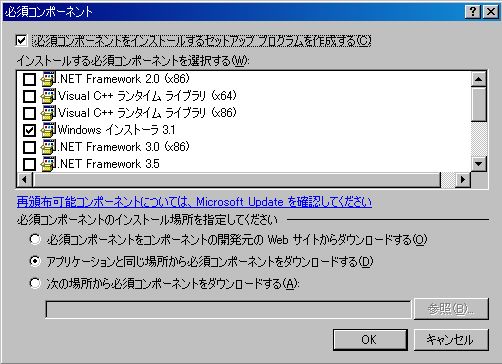 必須コンポーネント
必須コンポーネントをインストールするセットアップ プログラムを作成する(C)
インストールする必須コンポーネントを選択する(W):
.NET Framework 2.0 (x86)
Visual C++ ランタイム ライブラリ (x64)
Visual C++ ランタイム ライブラリ (x86)
Windows インストーラ 3.1
.NET Framework 3.0 (x86)
.NET Framework 3.5
再頒布可能コンポーネントについては、Microsoft Update を確認してください
必須コンポーネントのインストール場所を指定してください
必須コンポーネントをコンポーネントの開発元の Web サイトからダウンロードする(O)
アプリケーションと同じ場所から必須コンポーネントをダウンロードする(D)
次の場所から必須コンポーネントをダウンロードする(A):
参照(B)...
OK キャンセル